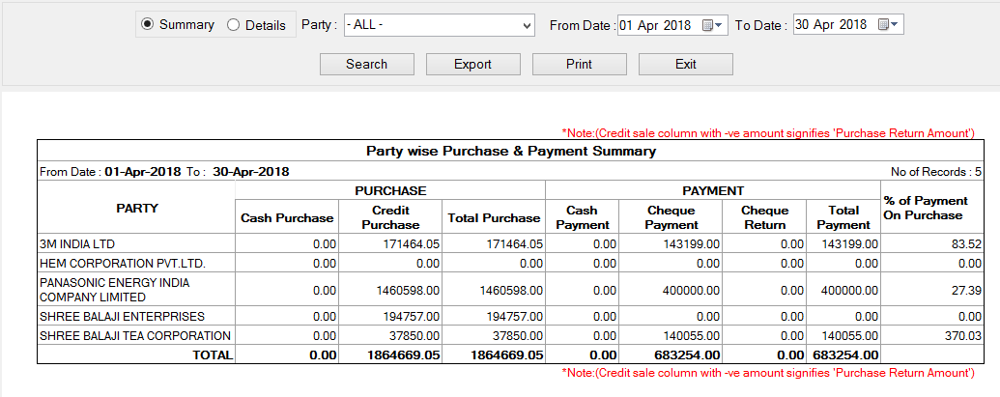 Summary Details Party : - ALL - From Date : 01 Apr 2018 To Date : 30 Apr 2018
Search Export Print Exit
*Note:(Credit sale column with -ve amount signifies 'Purchase Return Amount')
Party wise Purchase & Payment Summary
From Date : 01-Apr-2018 To : 30-Apr-2018 No of Records : 5
PARTY PURCHASE PAYMENT % of Payment On Purchase
Cash Purchase Credit Purchase Total Purchase Cash Payment Cheque Payment Cheque Return Total Payment
3M INDIA LTD 0.00 171464.05 171464.05 0.00 143199.00 0.00 143199.00 83.52
HEM CORPORATION PVT.LTD. 0.00 0.00 0.00 0.00 0.00 0.00 0.00 0.00
PANASONIC ENERGY INDIA
COMPANY LIMITED 0.00 1460598.00 1460598.00 0.00 400000.00 0.00 400000.00 27.39
SHREE BALAJI ENTERPRISES 0.00 194757.00 194757.00 0.00 0.00 0.00 0.00 0.00
SHREE BALAJI TEA CORPORATION 0.00 37850.00 37850.00 0.00 140055.00 0.00 140055.00 370.03
TOTAL 0.00 1864669.05 1864669.05 0.00 683254.00 0.00 683254.00
*Note:(Credit sale column with -ve amount signifies 'Purchase Return Amount')